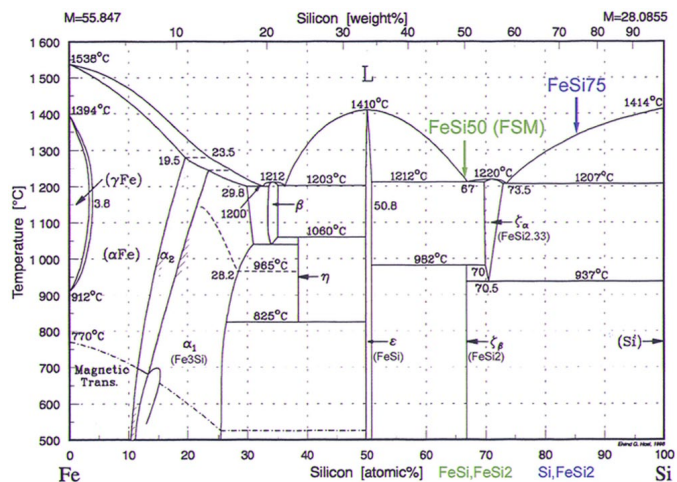 M=55.847 Silicon [weight%] M=28.0855
10 20 30 40 50 60 70 80 90
1 600
1 500
1 400
1 300
1 200
1 100
1 000
900
800
700
600
500
Temperature [°C]
1538°C
L
1410°C
FeSi75
1414°C
1394°C
FeSi50 (FSM)
19.5
23.5
1212
1203°C
1212°C
67
1220°C
73.5
1207°C
(γFe)
3.8
29.8
1200
β
50.8
ζα
(FeSi2.33)
1060°C
(αFe)
α2
28.2
965°C
η
982°C
70
70.5
937°C
912°C
825°C
770°C
Magnetic
Trans.
α1
(Fe3Si)
ε
(FeSi)
ζβ
(FeSi2)
(Si)
0 10 20 30 40 50 60 70 80 90 100
Eivind G. Hoel, 1998
Fe Silicon [atomic%] FeSi,FeSi2 Si,FeSi2 Si